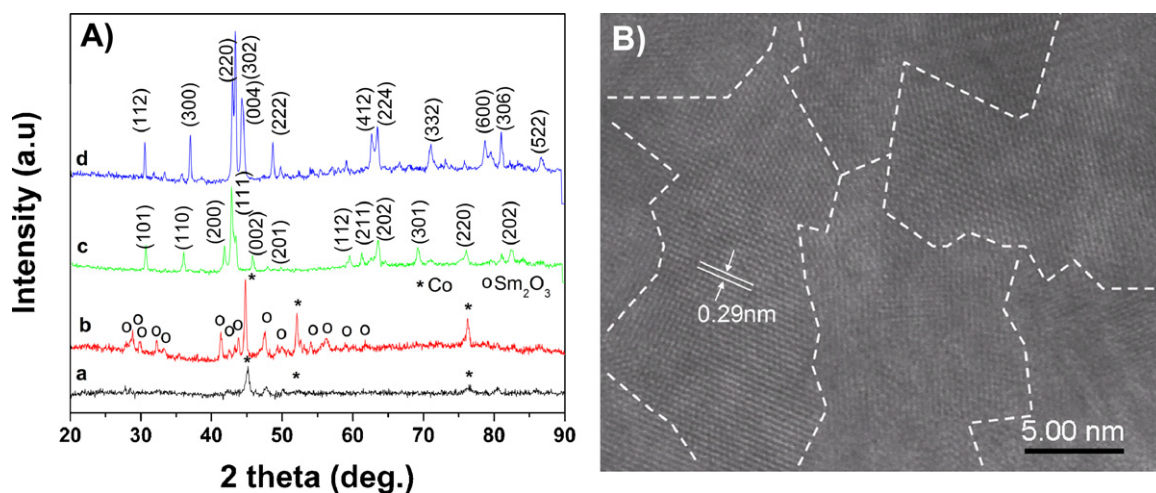 A)
Intensity (a.u)
2 theta (deg.)
20 30 40 50 60 70 80 90
d
(112) (300) (220) (302) (004) (222) (412) (224) (332) (600) (306) (522)
c
(101) (110) (200) (111) (002) (201) (112) (211) (202) (301) (220) (202)
*Co oSm₂O₃
b
o o o o o o o o * o o * o o o o *
a
* * *
B)
0.29nm
5.00 nm